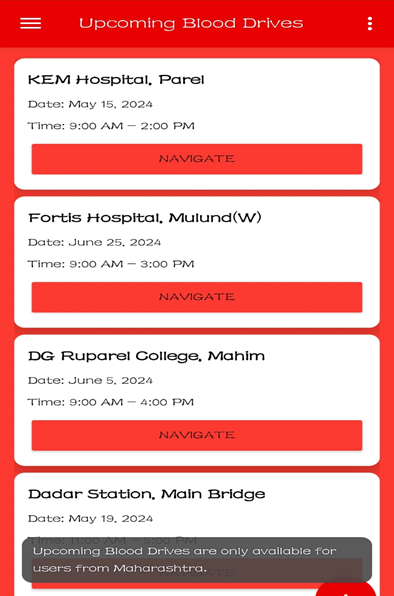 Upcoming Blood Drives
KEM Hospital, Parel
Date: May 15, 2024
Time: 9:00 AM – 2:00 PM
NAVIGATE
Fortis Hospital, Mulund(W)
Date: June 25, 2024
Time: 9:00 AM – 3:00 PM
NAVIGATE
DG Ruparel College, Mahim
Date: June 5, 2024
Time: 9:00 AM – 4:00 PM
NAVIGATE
Dadar Station, Main Bridge
Date: May 19, 2024
Time: 11:00 AM – 5:00 PM
Upcoming Blood Drives are only available for
users from Maharashtra.
NAVIGATE